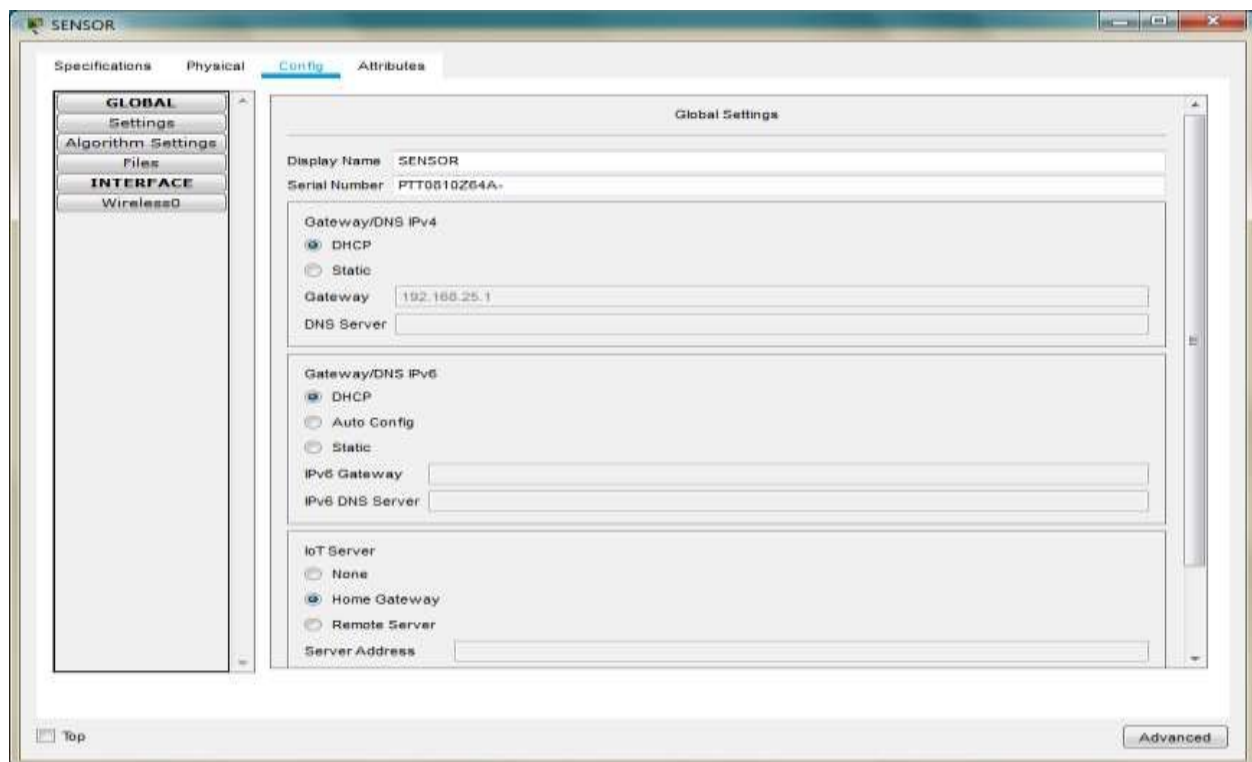 SENSOR
Specifications Physical Config Attributes
GLOBAL
Settings
Algorithm Settings
Files
INTERFACE
Wireless0
Global Settings
Display Name SENSOR
Serial Number PTT0810Z64A-
Gateway/DNS IPv4
DHCP
Static
Gateway 192.168.25.1
DNS Server
Gateway/DNS IPv6
DHCP
Auto Config
Static
IPv6 Gateway
IPv6 DNS Server
IoT Server
None
Home Gateway
Remote Server
Server Address
Top
Advanced